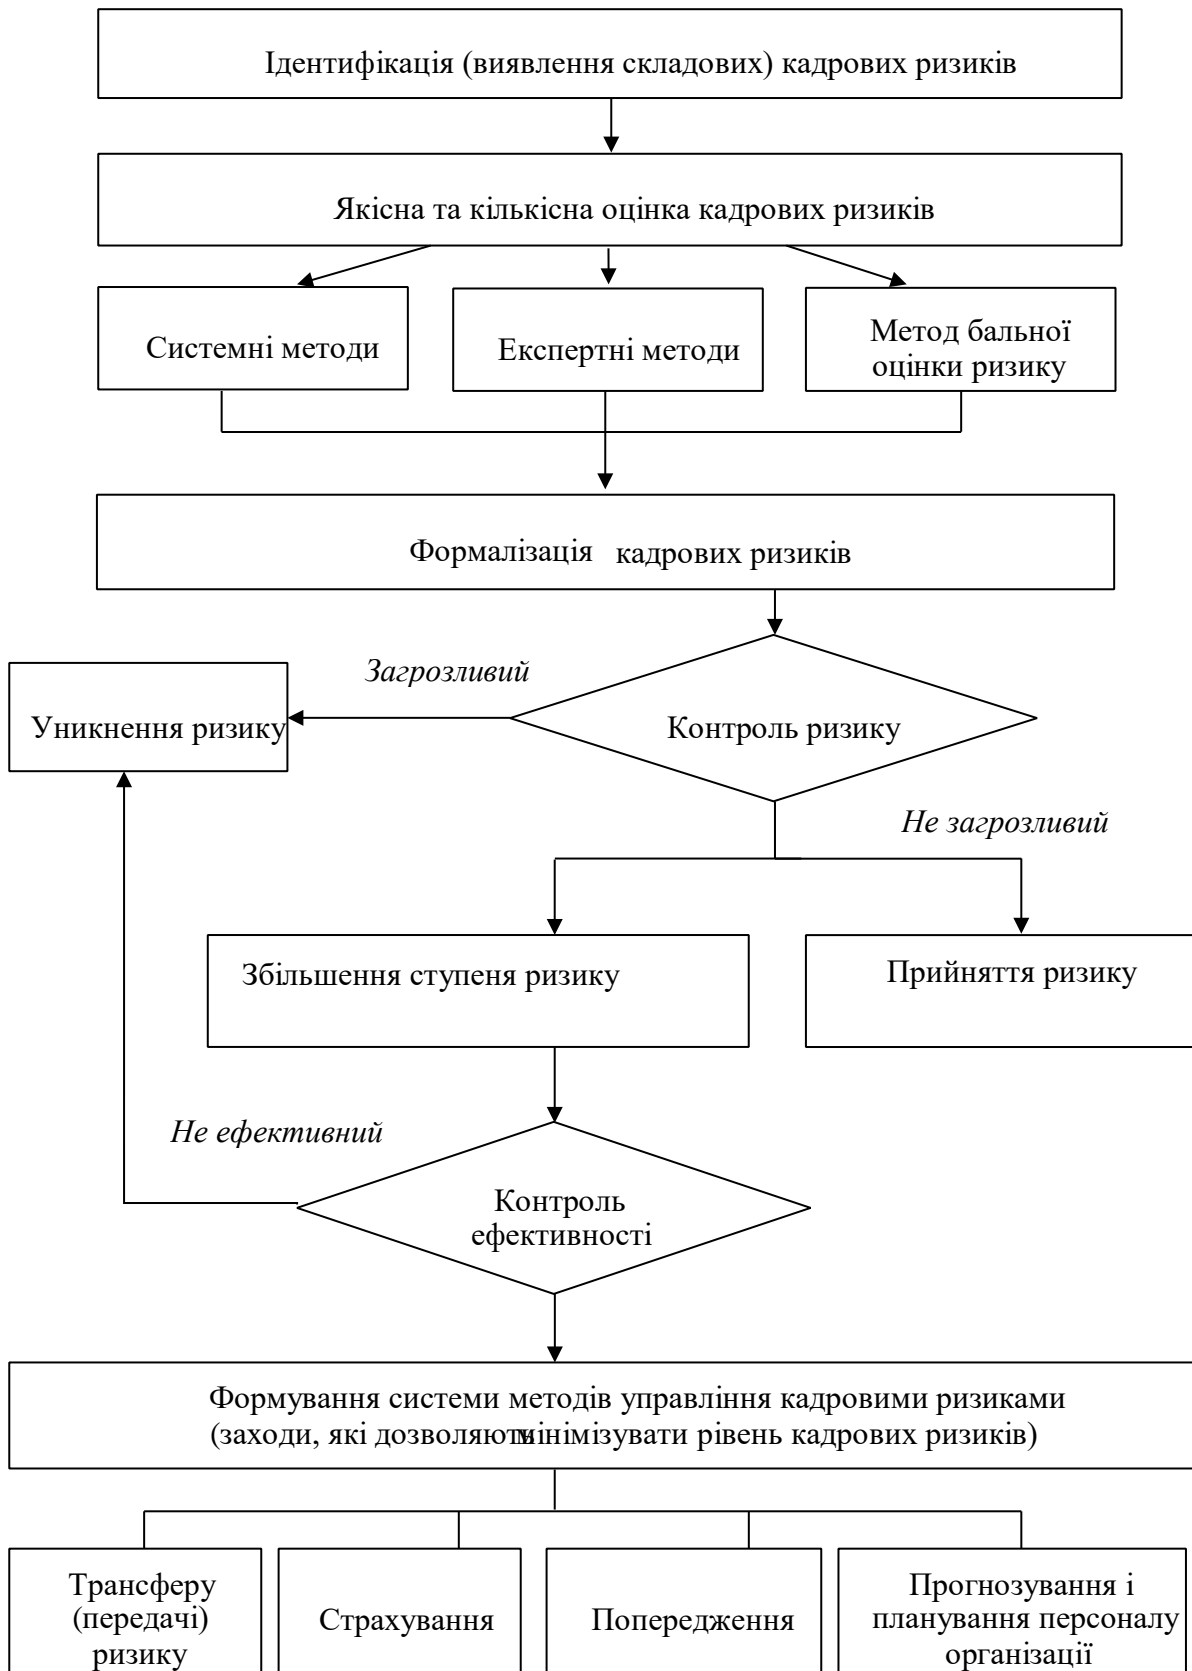 Ідентифікація (виявлення складових) кадрових ризиків
Якісна та кількісна оцінка кадрових ризиків
Системні методи
Експертні методи
Метод бальної
оцінки ризику
Формалізація кадрових ризиків
Загрозливий
Уникнення ризику
Контроль ризику
Не загрозливий
Збільшення ступеня ризику
Прийняття ризику
Не ефективний
Контроль
ефективності
Формування системи методів управління кадровими ризиками
(заходи, які дозволяють мінімізувати рівень кадрових ризиків)
Трансферу
(передачі)
ризику
Страхування
Попередження
Прогнозування і
планування персоналу
організації